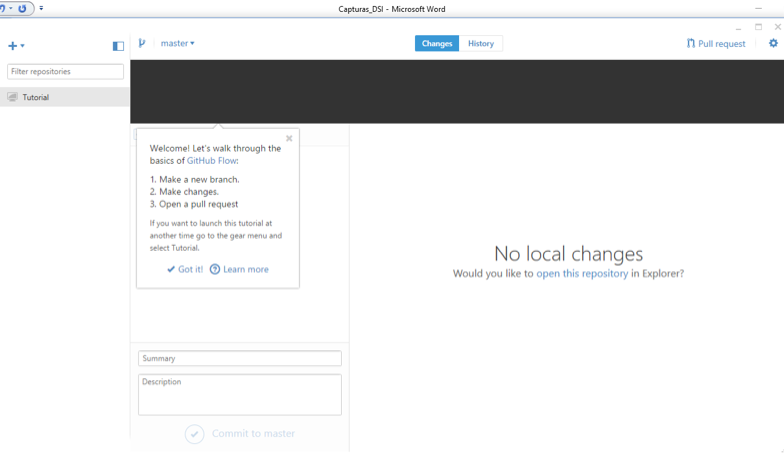 Capturas_DSI - Microsoft Word
master
Changes
History
Pull request
Filter repositories
Tutorial
Welcome! Let's walk through the
basics of GitHub Flow:
1. Make a new branch.
2. Make changes.
3. Open a pull request
If you want to launch this tutorial at
another time go to the gear menu and
select Tutorial.
Got it! Learn more
No local changes
Would you like to open this repository in Explorer?
Summary
Description
Commit to master